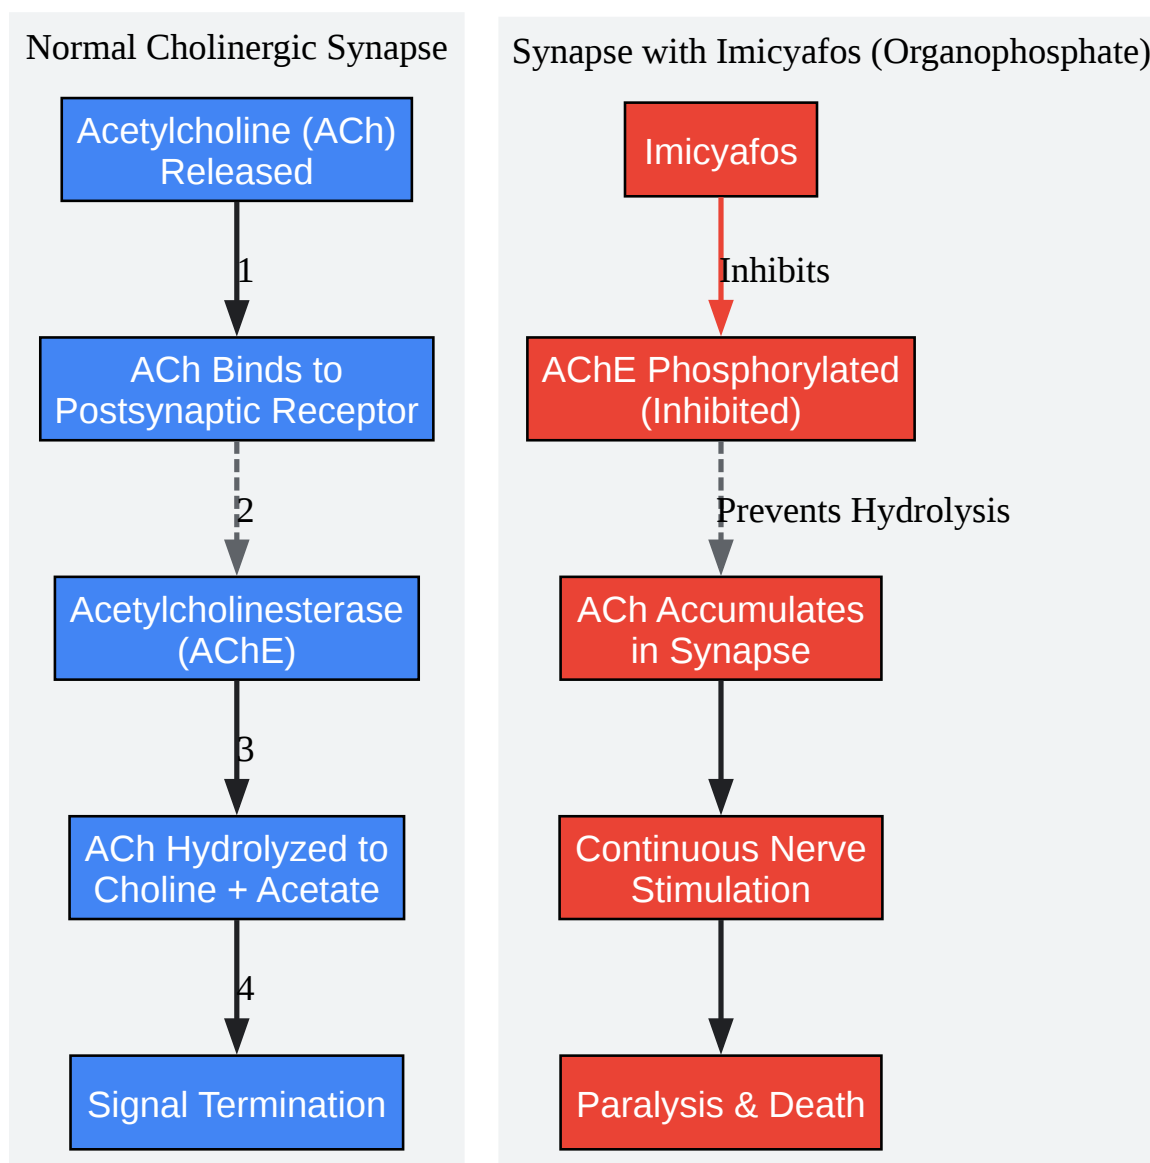 Normal Cholinergic Synapse
Acetylcholine (ACh)
Released
1
ACh Binds to
Postsynaptic Receptor
2
Acetylcholinesterase
(AChE)
3
ACh Hydrolyzed to
Choline + Acetate
4
Signal Termination
Synapse with Imicyafos (Organophosphate)
Imicyafos
Inhibits
AChE Phosphorylated
(Inhibited)
Prevents Hydrolysis
ACh Accumulates
in Synapse
Continuous Nerve
Stimulation
Paralysis & Death